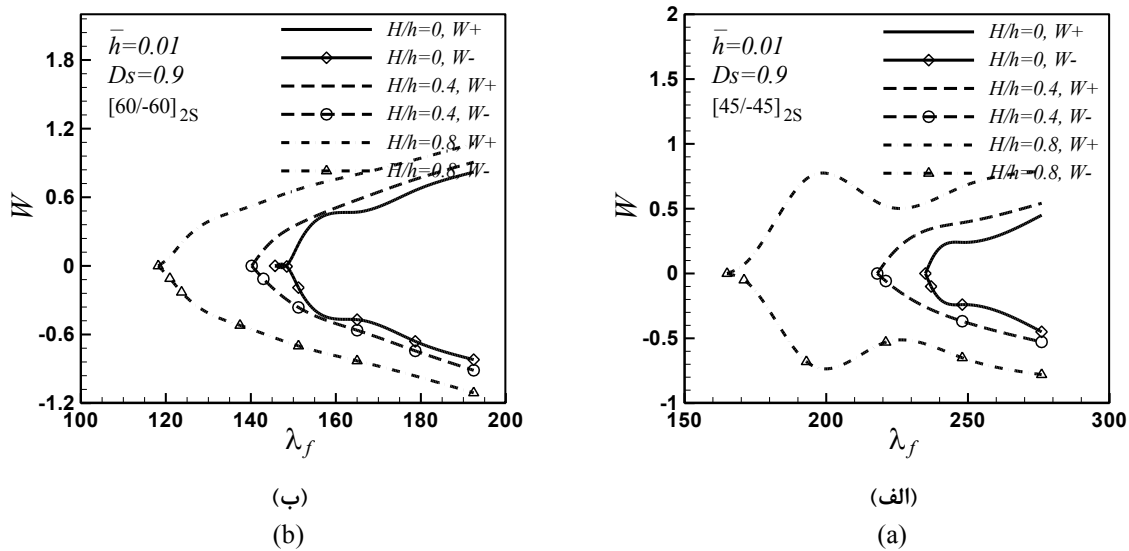 H/h=0, W+
H/h=0, W-
H/h=0.4, W+
H/h=0.4, W-
H/h=0.8, W+
H/h=0.8, W-
h̅=0.01
Ds=0.9
[60/-60]2S
2.4
1.8
1.2
0.6
0
-0.6
-1.2
W
100 120 140 160 180 200
λf
(ب)
(b)
H/h=0, W+
H/h=0, W-
H/h=0.4, W+
H/h=0.4, W-
H/h=0.8, W+
H/h=0.8, W-
h̅=0.01
Ds=0.9
[45/-45]2S
2
1.5
1
0.5
0
-0.5
-1
W
150 200 250 300
λf
(الف)
(a)